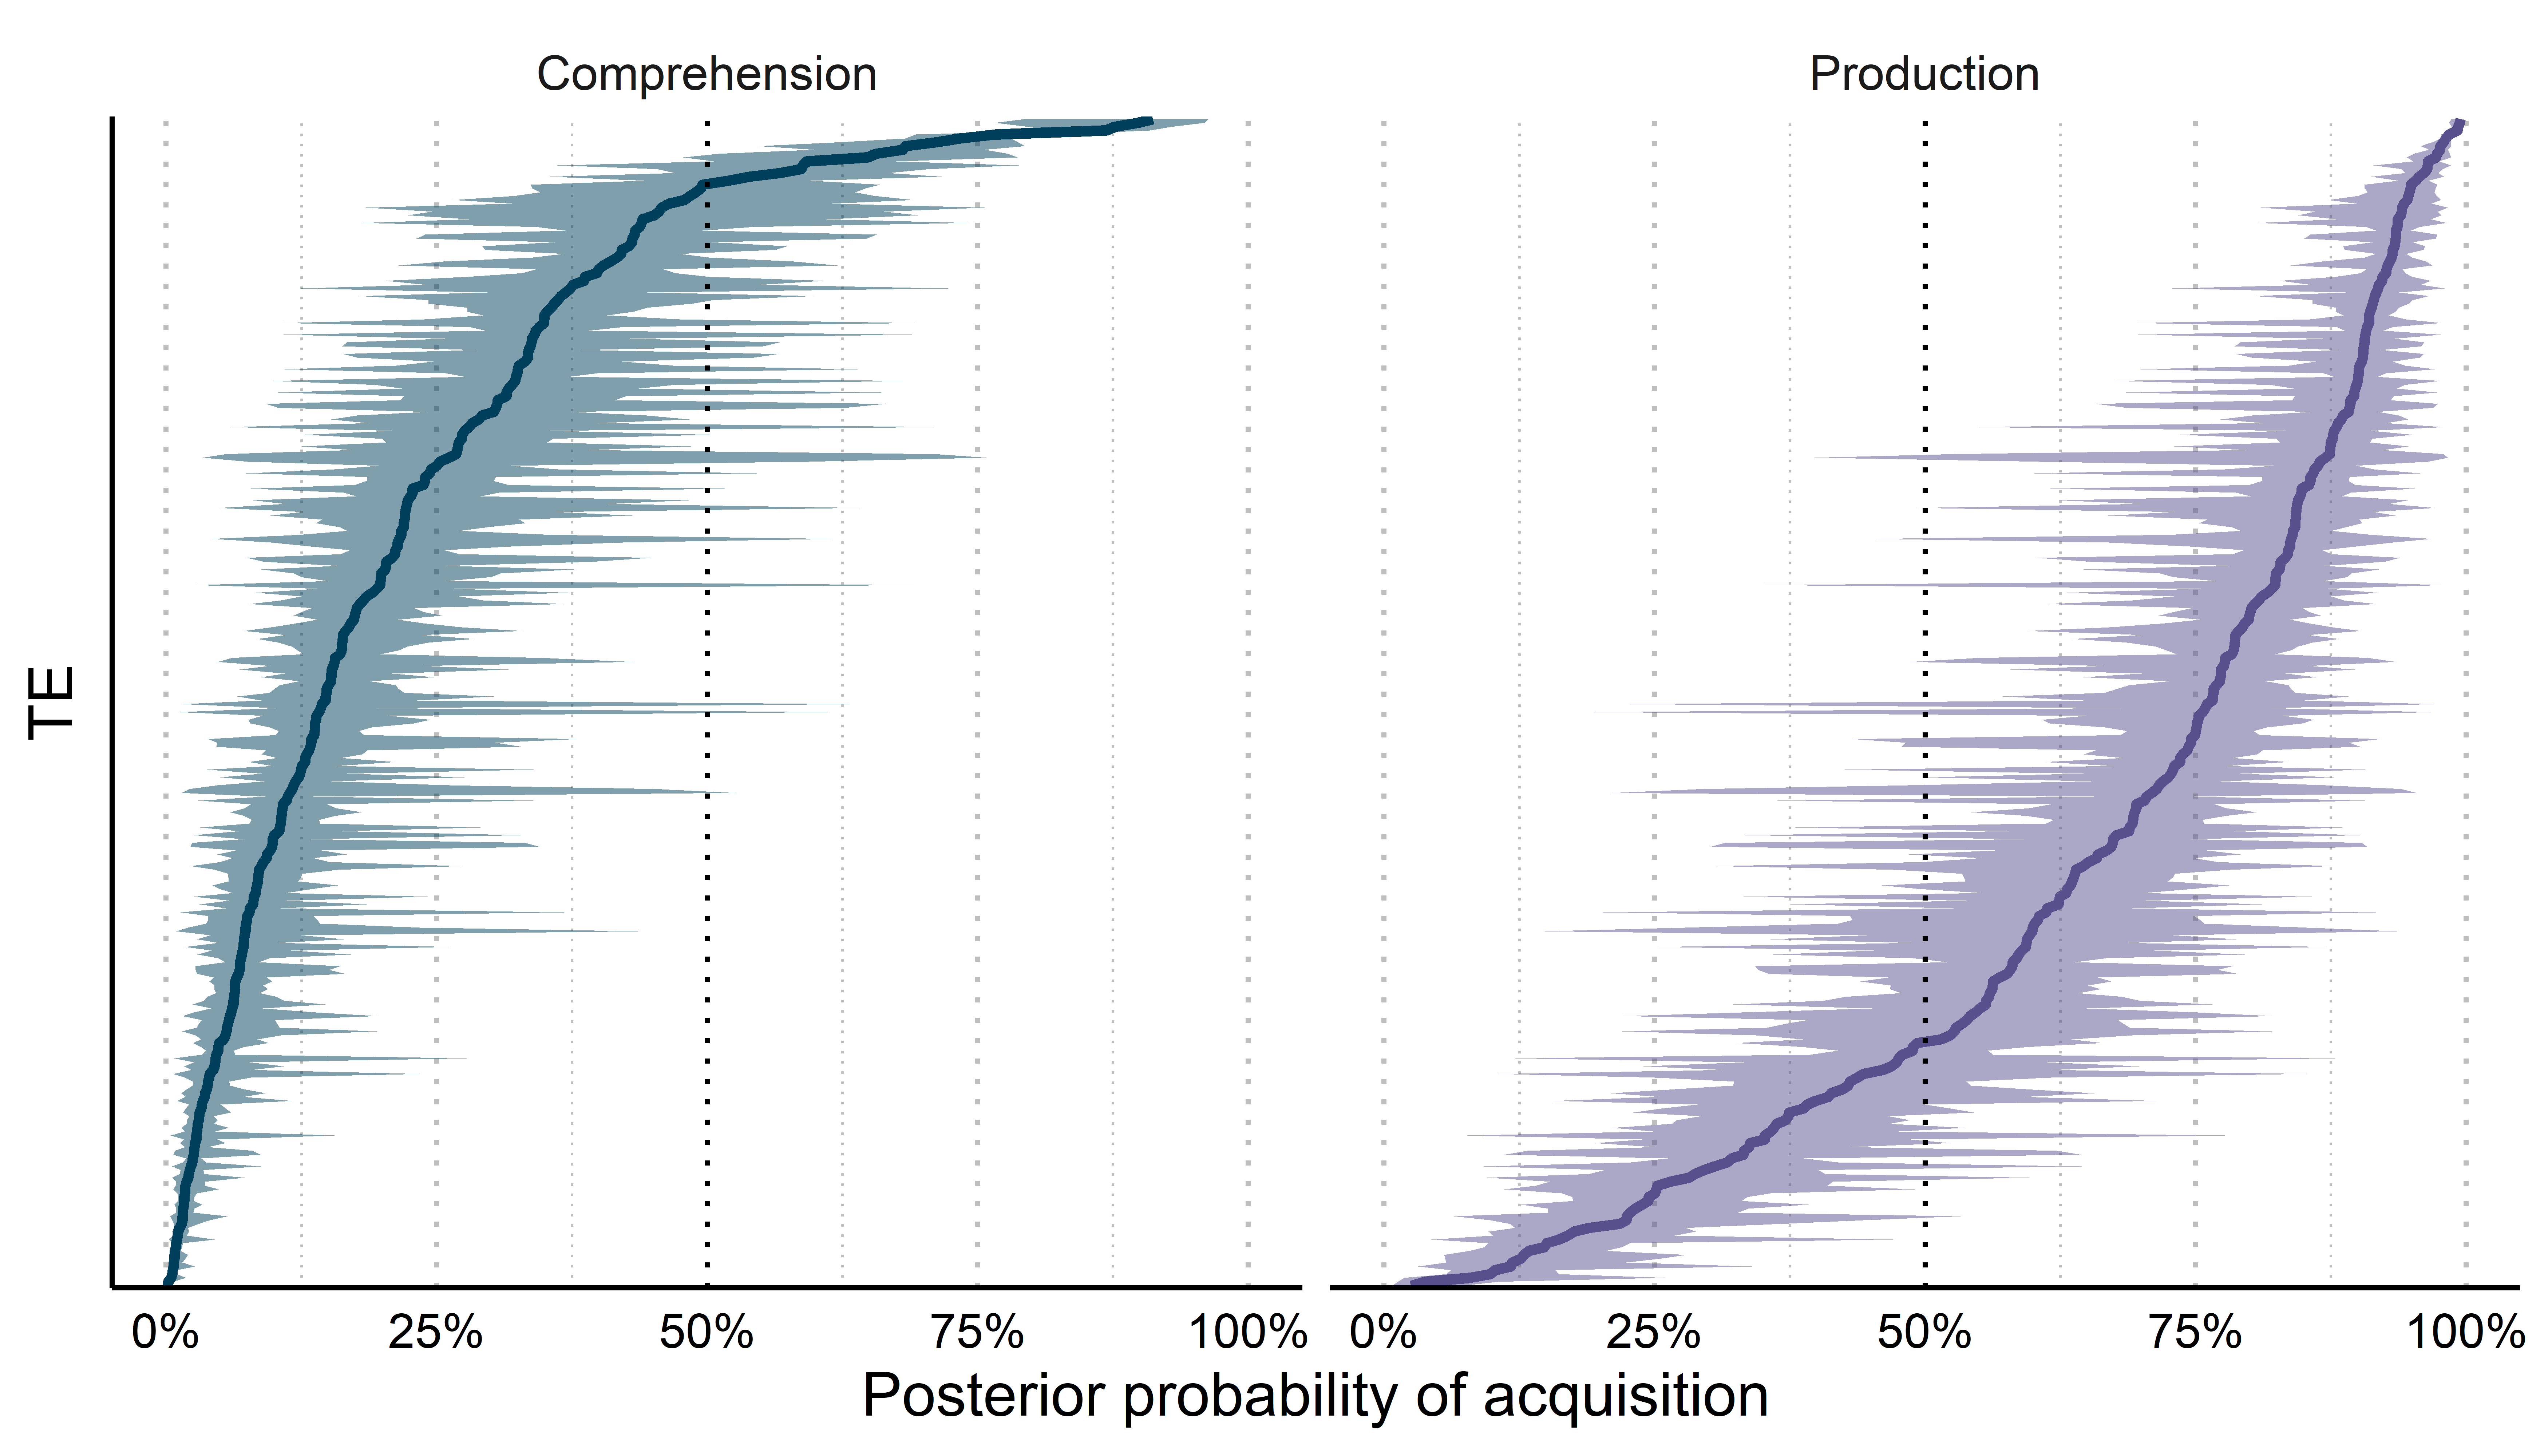 Comprehension Production
TE
0% 25% 50% 75% 100% 0% 25% 50% 75% 100%
Posterior probability of acquisition